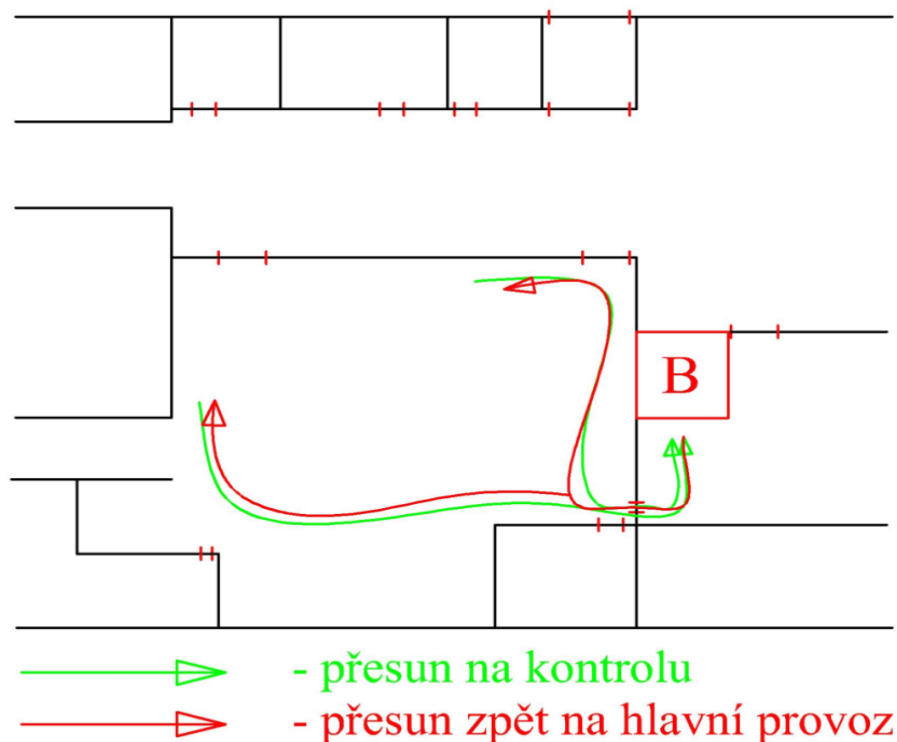 B
- přesun na kontrolu
- přesun zpět na hlavní provoz